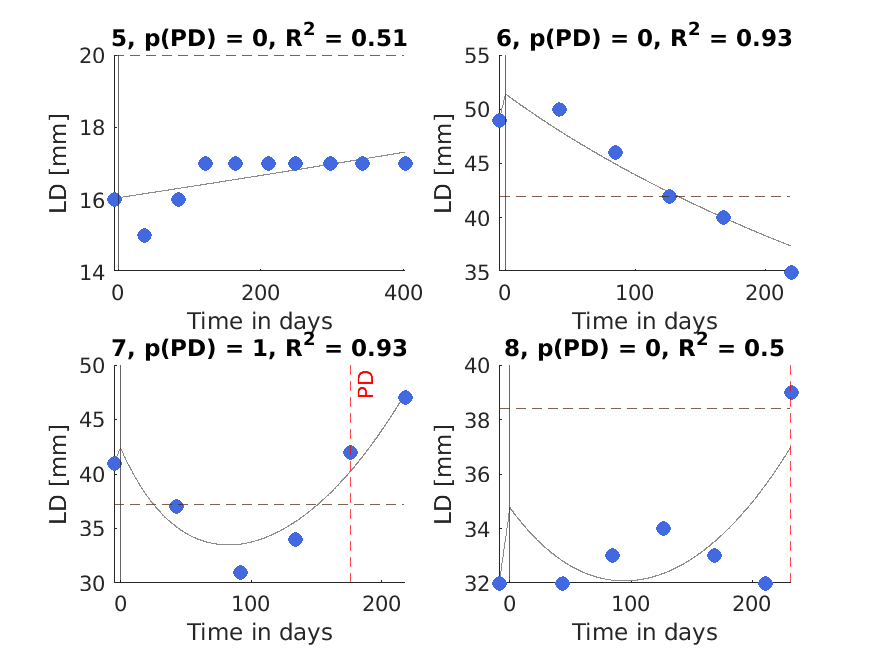 5, p(PD) = 0, R² = 0.51
20
18
16
14
LD [mm]
0 200 400
Time in days
6, p(PD) = 0, R² = 0.93
55
50
45
40
35
LD [mm]
0 100 200
Time in days
7, p(PD) = 1, R² = 0.93
50
45
40
35
30
LD [mm]
PD
0 100 200
Time in days
8, p(PD) = 0, R² = 0.5
40
38
36
34
32
LD [mm]
0 100 200
Time in days